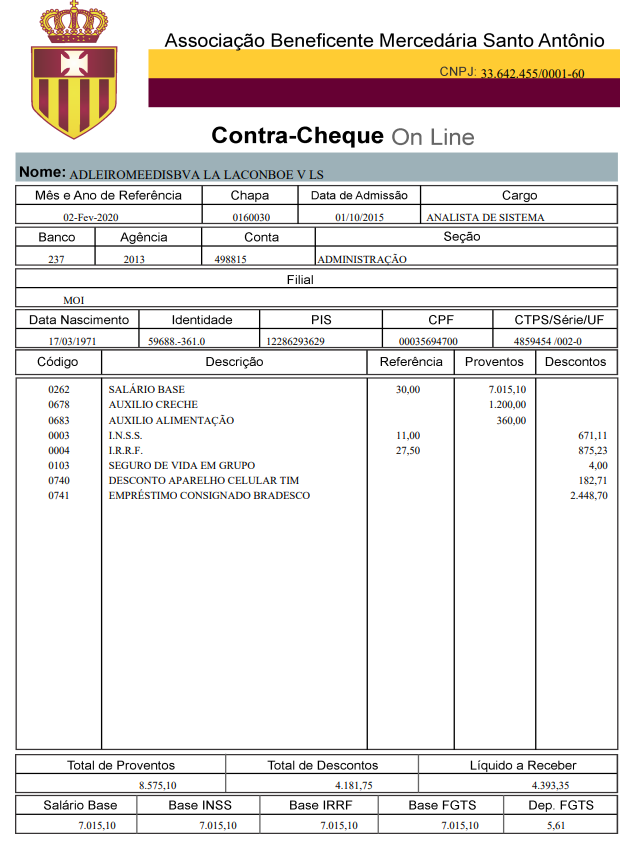 Associação Beneficente Mercedária Santo Antônio
CNPJ: 33.642.455/0001-60
Contra-Cheque On Line
Nome: ADLEIROMEEDISBVA LA LACONBOE V LS
Mês e Ano de Referência Chapa Data de Admissão Cargo
02-Fev-2020 0160030 01/10/2015 ANALISTA DE SISTEMA
Banco Agência Conta Seção
237 2013 498815 ADMINISTRAÇÃO
Filial
MOI
Data Nascimento Identidade PIS CPF CTPS/Série/UF
17/03/1971 59688.-361.0 12286293629 00035694700 4859454 /002-0
Código Descrição Referência Proventos Descontos
0262 SALÁRIO BASE 30,00 7.015,10
0678 AUXILIO CRECHE 1.200,00
0683 AUXILIO ALIMENTAÇÃO 360,00
0003 I.N.S.S. 11,00 671,11
0004 I.R.R.F. 27,50 875,23
0103 SEGURO DE VIDA EM GRUPO 4,00
0740 DESCONTO APARELHO CELULAR TIM 182,71
0741 EMPRÉSTIMO CONSIGNADO BRADESCO 2.448,70
Total de Proventos Total de Descontos Líquido a Receber
8.575,10 4.181,75 4.393,35
Salário Base Base INSS Base IRRF Base FGTS Dep. FGTS
7.015,10 7.015,10 7.015,10 7.015,10 5,61